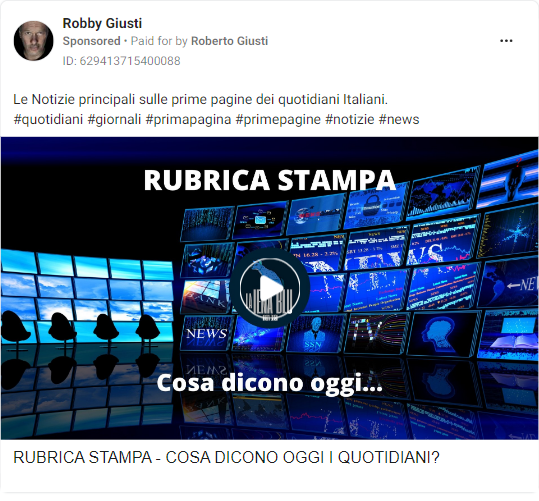 Robby Giusti
Sponsored • Paid for by Roberto Giusti
ID: 629413715400088
Le Notizie principali sulle prime pagine dei quotidiani Italiani.
#quotidiani #giornali #primapagina #primepagine #notizie #news
RUBRICA STAMPA
NEWS
NEWS
SSN
TV
Cosa dicono oggi...
RUBRICA STAMPA - COSA DICONO OGGI I QUOTIDIANI?